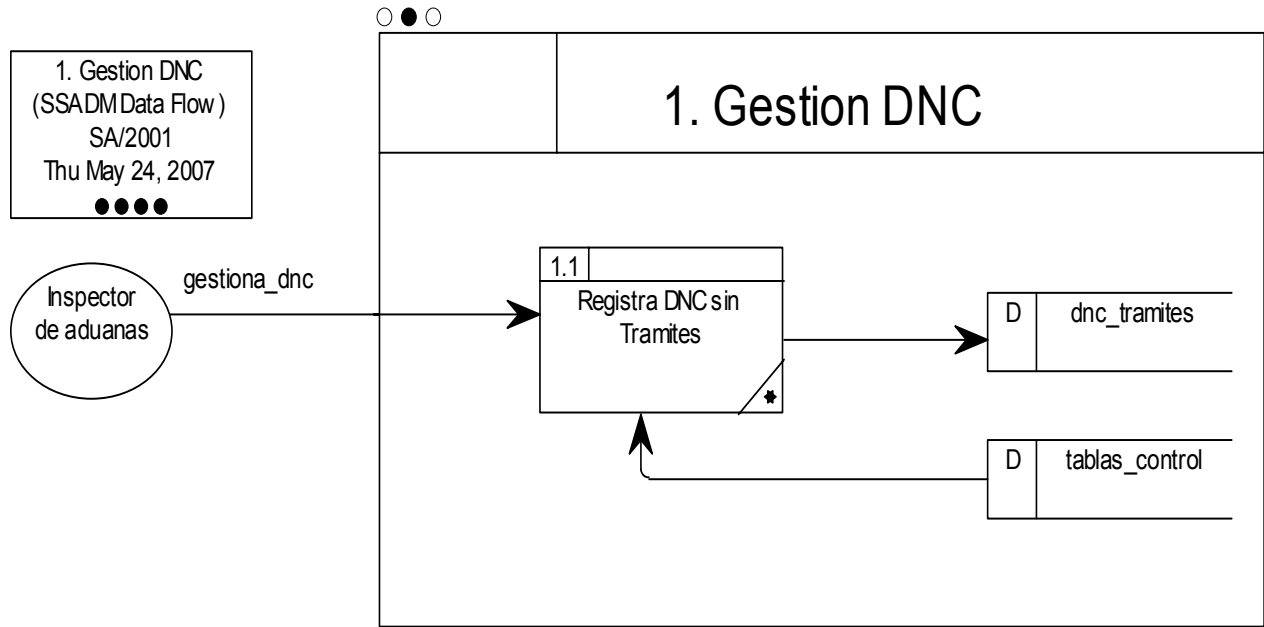 1. Gestion DNC
(SSADM Data Flow)
SA/2001
Thu May 24, 2007
1. Gestion DNC
Inspector
de aduanas
gestiona_dnc
1.1
Registra DNC sin
Tramites
D dnc_tramites
D tablas_control